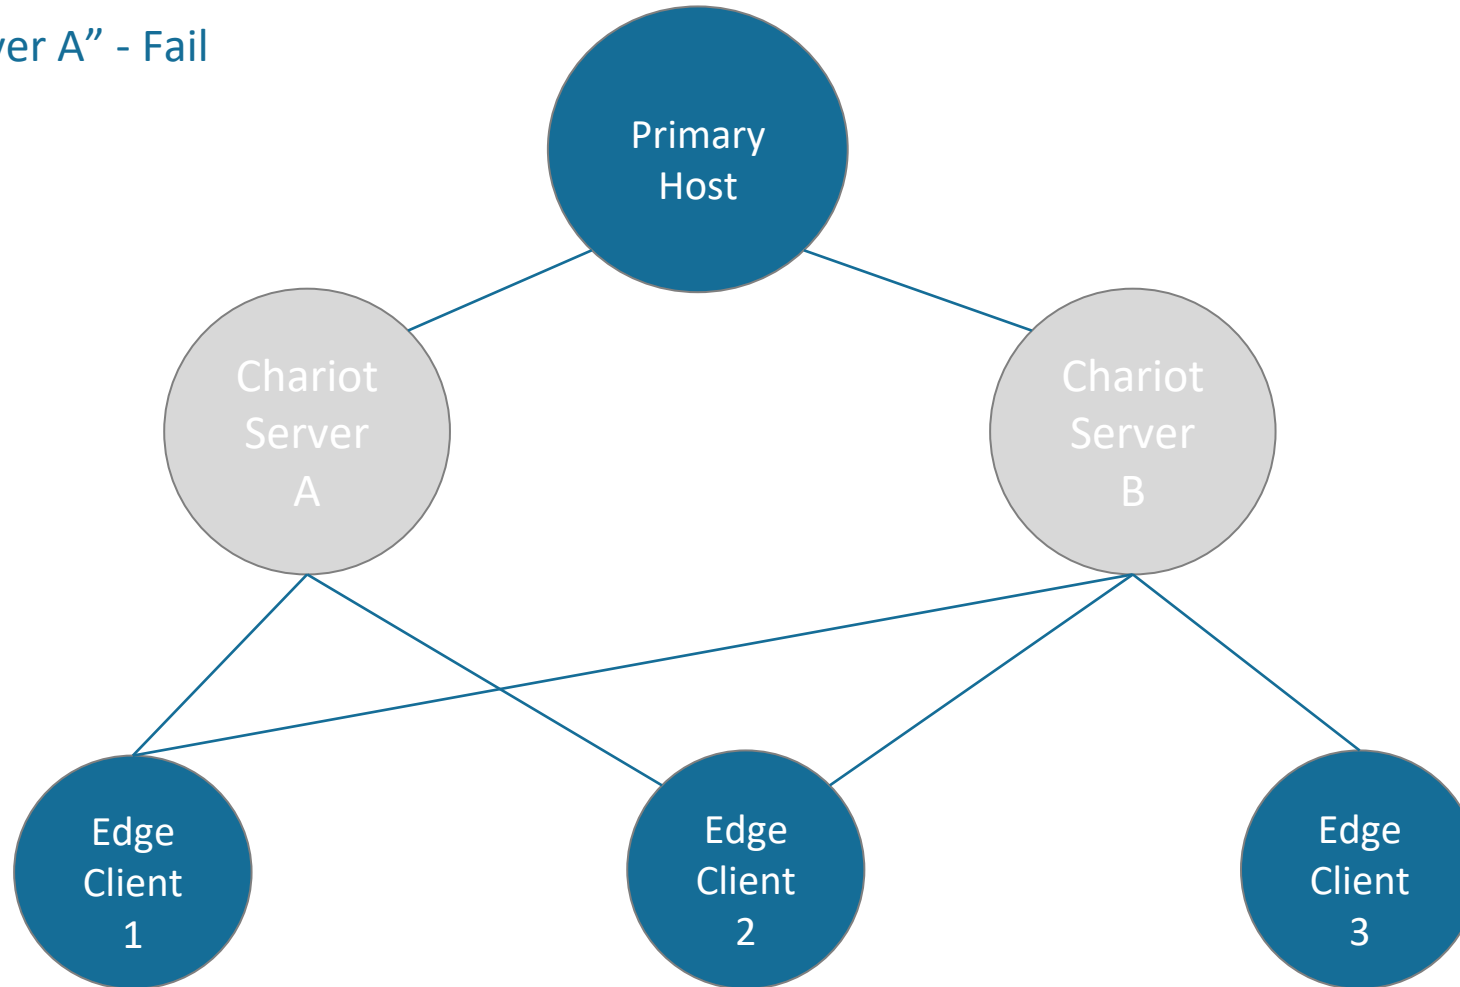 ver A” - Fail
Primary
Host
Chariot
Server
A
Chariot
Server
B
Edge
Client
1
Edge
Client
2
Edge
Client
3